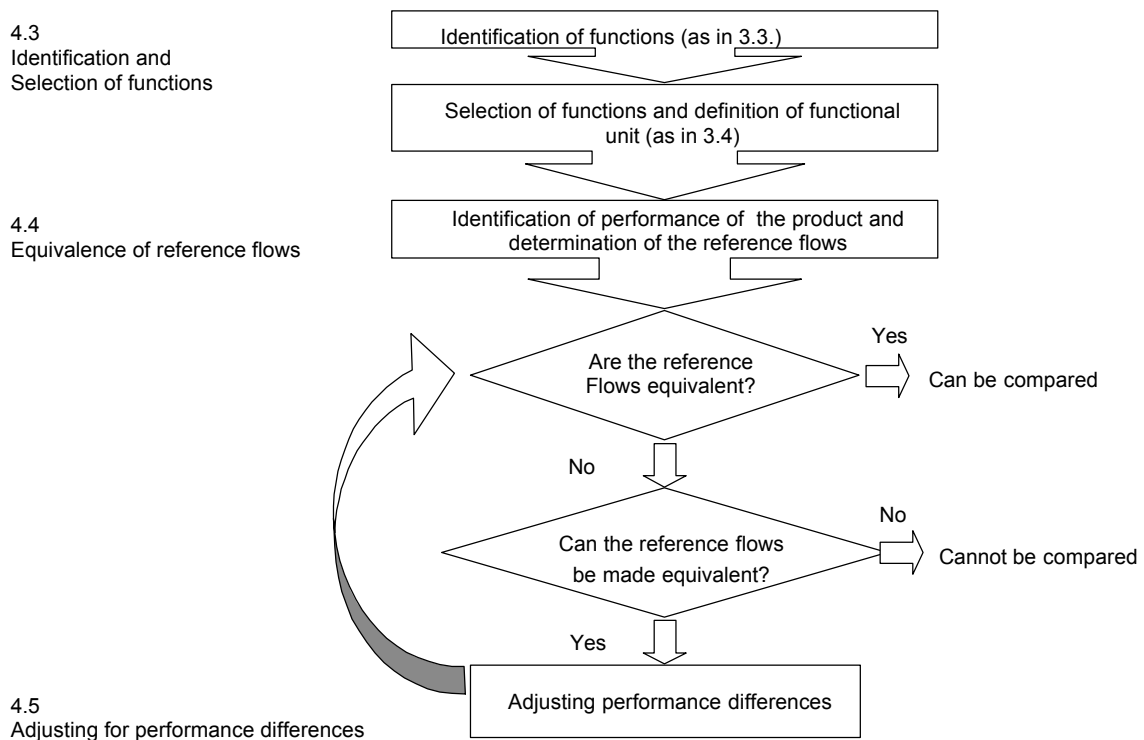 4.3
Identification and
Selection of functions
Identification of functions (as in 3.3.)
Selection of functions and definition of functional
unit (as in 3.4)
4.4
Equivalence of reference flows
Identification of performance of the product and
determination of the reference flows
Are the reference
Flows equivalent?
Yes
Can be compared
No
Can the reference flows
be made equivalent?
No
Cannot be compared
Yes
Adjusting performance differences
4.5
Adjusting for performance differences